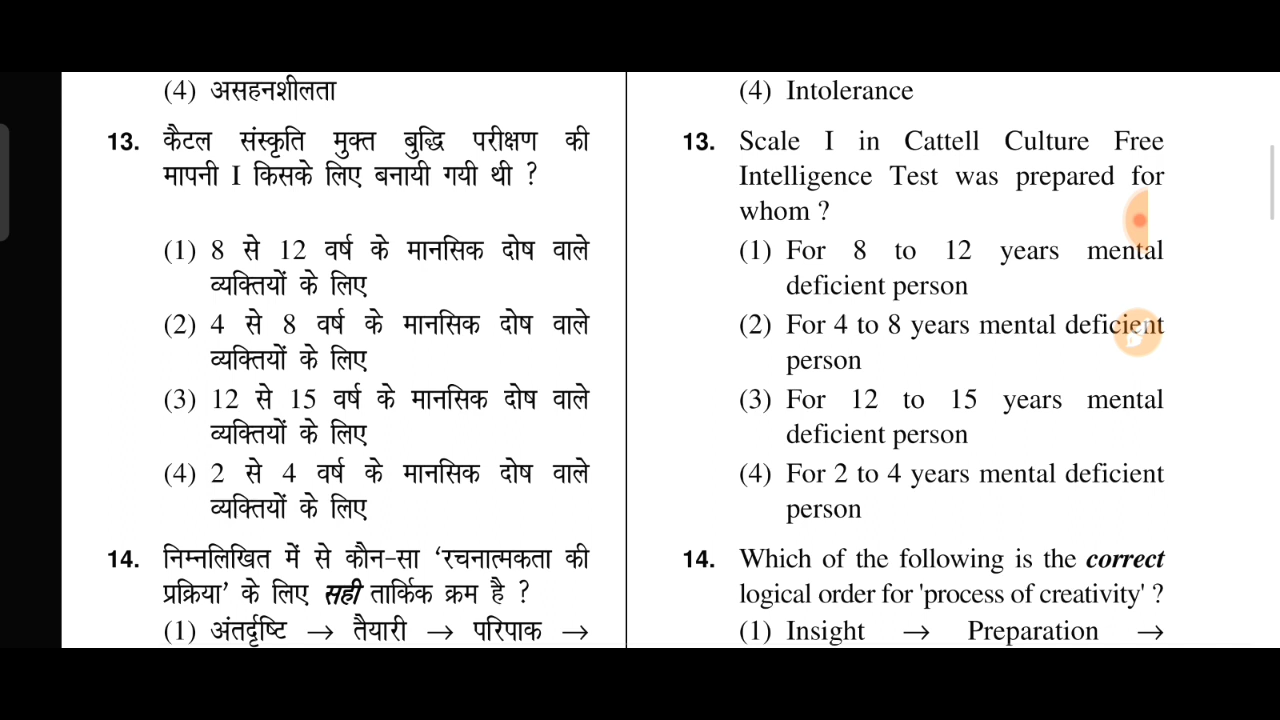 (4) असहनशीलता
13. कैटल संस्कृति मुक्त बुद्धि परीक्षण की
मापनी I किसके लिए बनायी गयी थी ?
(1) 8 से 12 वर्ष के मानसिक दोष वाले
व्यक्तियों के लिए
(2) 4 से 8 वर्ष के मानसिक दोष वाले
व्यक्तियों के लिए
(3) 12 से 15 वर्ष के मानसिक दोष वाले
व्यक्तियों के लिए
(4) 2 से 4 वर्ष के मानसिक दोष वाले
व्यक्तियों के लिए
14. निम्नलिखित में से कौन-सा ‘रचनात्मकता की
प्रक्रिया’ के लिए सही तार्किक क्रम है ?
(1) अंतर्दृष्टि → तैयारी → परिपाक →
(4) Intolerance
13. Scale I in Cattell Culture Free
Intelligence Test was prepared for
whom ?
(1) For 8 to 12 years mental
deficient person
(2) For 4 to 8 years mental deficient
person
(3) For 12 to 15 years mental
deficient person
(4) For 2 to 4 years mental deficient
person
14. Which of the following is the correct
logical order for 'process of creativity' ?
(1) Insight → Preparation →